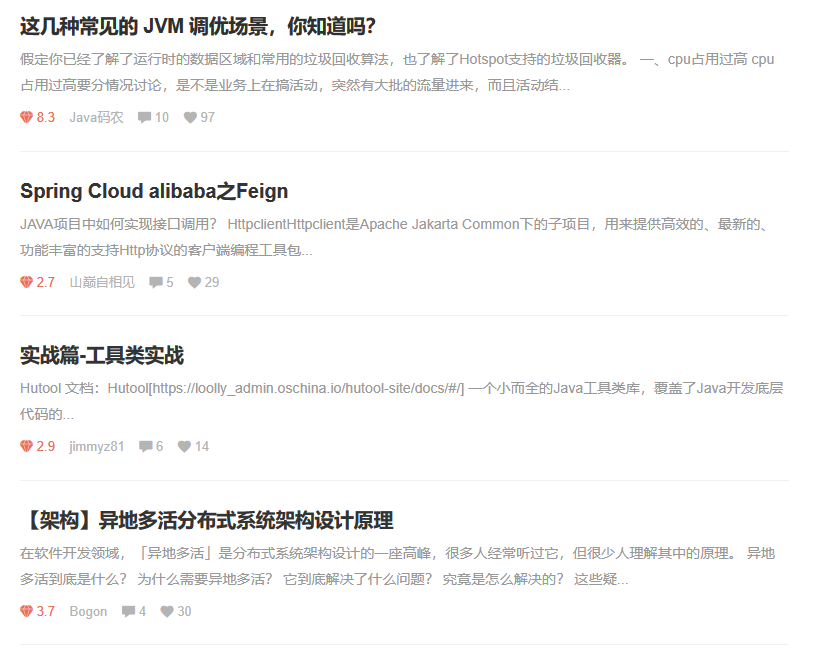 这几种常见的 JVM 调优场景，你知道吗？
假定你已经了解了运行时的数据区域和常用的垃圾回收算法，也了解了Hotspot支持的垃圾回收器。 一、cpu占用过高 cpu
占用过高要分情况讨论，是不是业务上在搞活动，突然有大批的流量进来，而且活动结...
8.3 Java码农 10 97
Spring Cloud alibaba之Feign
JAVA项目中如何实现接口调用？ HttpclientHttpclient是Apache Jakarta Common下的子项目，用来提供高效的、最新的、
功能丰富的支持Http协议的客户端编程工具包...
2.7 山巅自相见 5 29
实战篇-工具类实战
Hutool 文档：Hutool[https://loolly_admin.oschina.io/hutool-site/docs/#/] 一个小而全的Java工具类库，覆盖了Java开发底层
代码的...
2.9 jimmyz81 6 14
【架构】异地多活分布式系统架构设计原理
在软件开发领域，「异地多活」是分布式系统架构设计的一座高峰，很多人经常听过它，但很少人理解其中的原理。 异地
多活到底是什么？ 为什么需要异地多活？ 它到底解决了什么问题？ 究竟是怎么解决的？ 这些疑...
3.7 Bogon 4 30